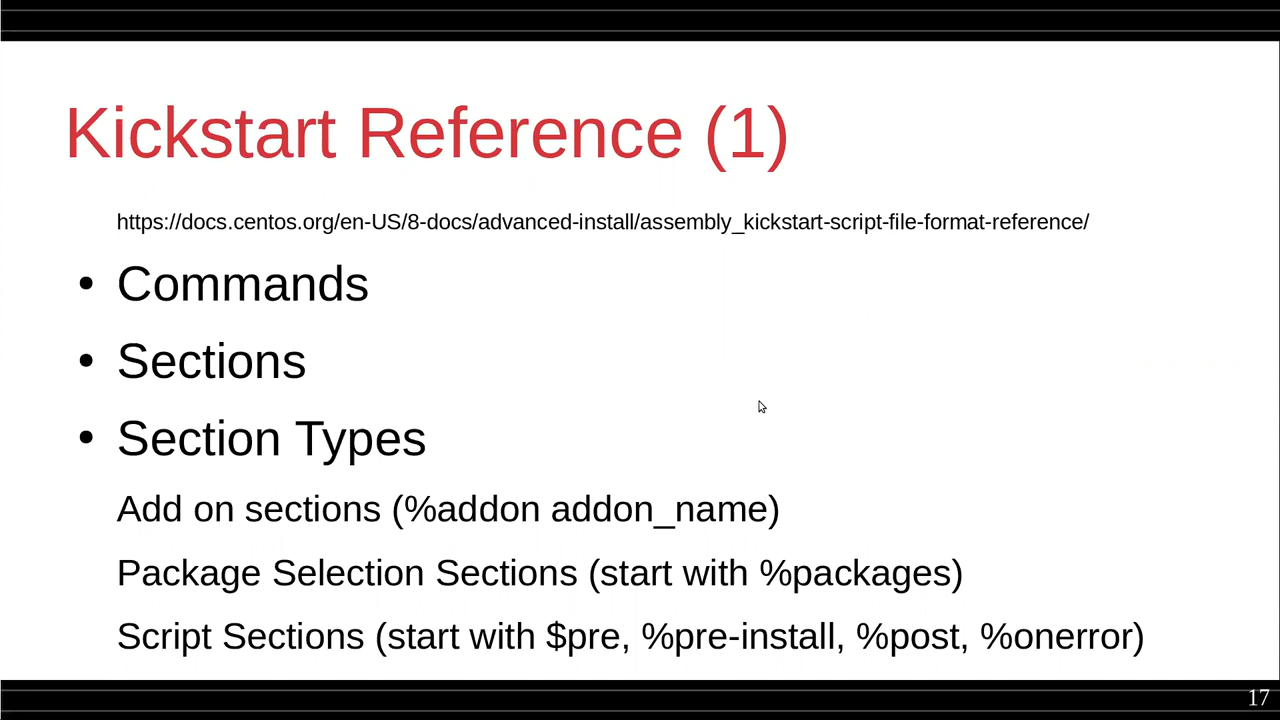 Kickstart Reference (1)
https://docs.centos.org/en-US/8-docs/advanced-install/assembly_kickstart-script-file-format-reference/
• Commands
• Sections
• Section Types
Add on sections (%addon addon_name)
Package Selection Sections (start with %packages)
Script Sections (start with $pre, %pre-install, %post, %onerror)
17